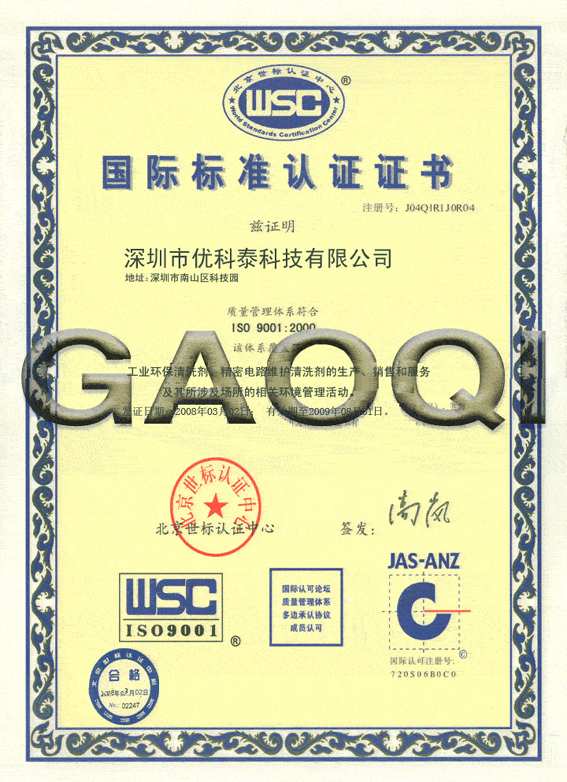 北京世标认证中心
WSC
®
World Standards Certification Center
国际标准认证证书
注册号：J04Q1R1J0R04
兹证明
深圳市优科泰科技有限公司
地址：深圳市南山区科技园
质量管理体系符合
ISO 9001:2000
该体系
GAOQI
工业环保清洗剂、精密电路维护清洗剂的生产、销售和服务
及其所涉及场所的相关环境管理活动。
发证日期：2008年03月02日； 有效期至2009年08月31日。
北京世标认证中心
北京世标认证中心
签发：
JAS-ANZ
WSC
ISO9001
®
国际认可论坛
质量管理体系
多边承认协议
成员认可
©
国际认可注册号：
720S06B0C0
北京世标认证中心
合格
2008年03月02日
No.: 02247